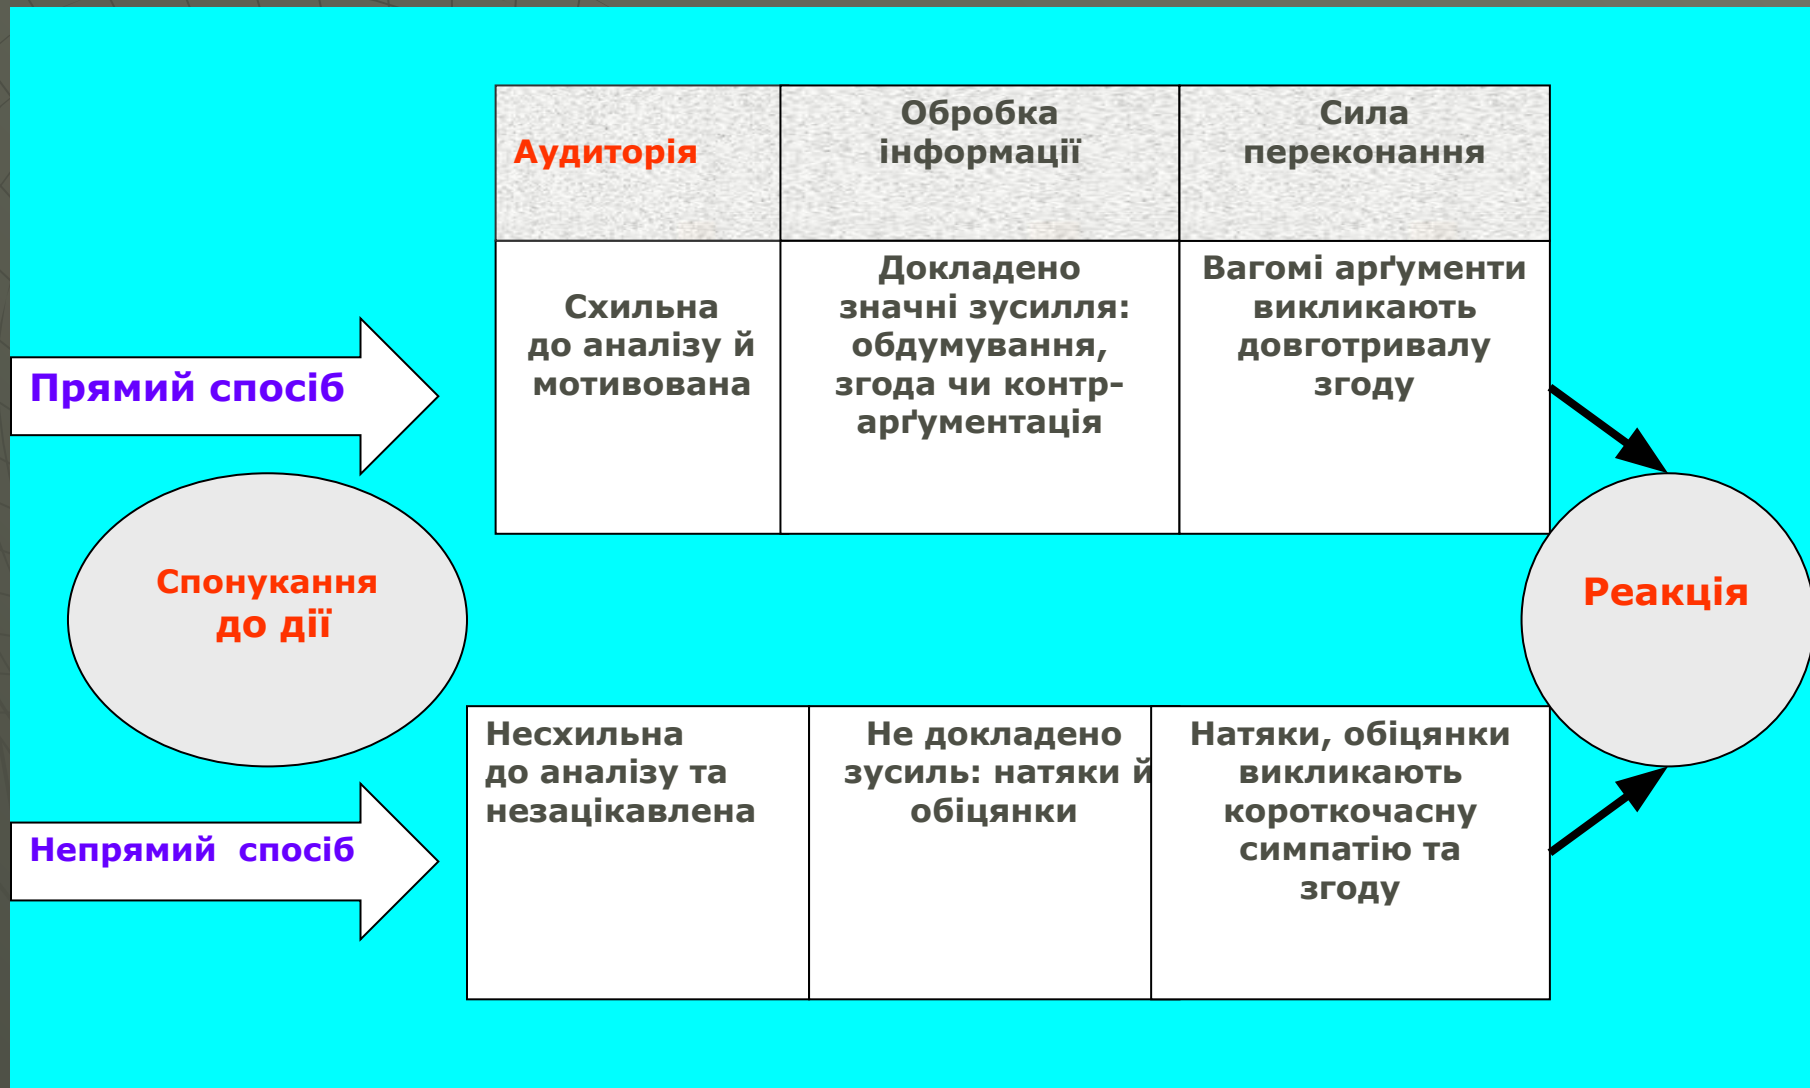 Аудиторія
Обробка
інформації
Сила
переконання
Прямий спосіб
Схильна
до аналізу й
мотивована
Докладено
значні зусилля:
обдумування,
згода чи контр-
арґументація
Вагомі арґументи
викликають
довготривалу
згоду
Спонукання
до дії
Реакція
Непрямий  спосіб
Несхильна
до аналізу та
незацікавлена
Не докладено
зусиль: натяки й
обіцянки
Натяки, обіцянки
викликають
короткочасну
симпатію та
згоду